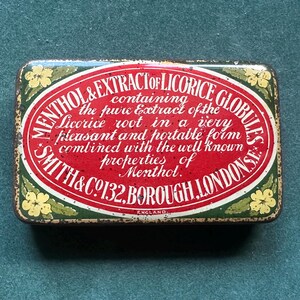 MENTHOL & EXTRACT OF LICORICE GLOBULES
containing
the pure Extract of the
Licorice root in a very
pleasant and portable form
combined with the well known
properties of
Menthol.
SMITH & Co. 132. BOROUGH, LONDON SE
ENGLAND